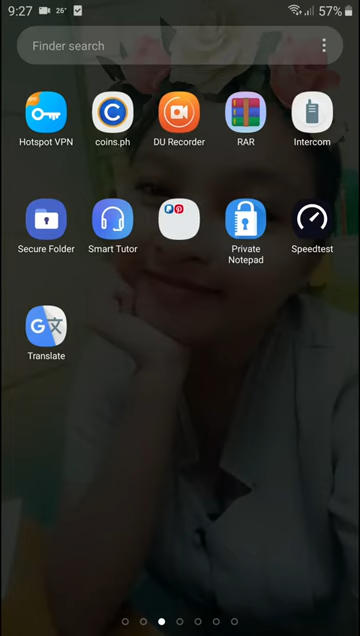 9:27 26° 57%
Finder search
Hotspot VPN coins.ph DU Recorder RAR Intercom
Secure Folder Smart Tutor Private Notepad Speedtest
Translate